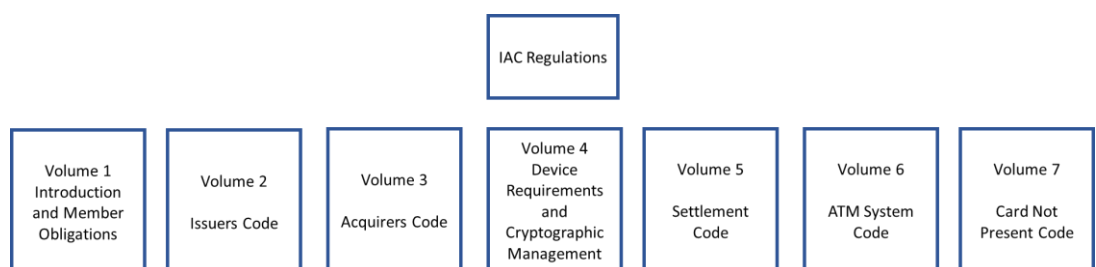 IAC Regulations
Volume 1
Introduction
and Member
Obligations
Volume 2
Issuers Code
Volume 3
Acquirers Code
Volume 4
Device
Requirements
and
Cryptographic
Management
Volume 5
Settlement
Code
Volume 6
ATM System
Code
Volume 7
Card Not
Present Code